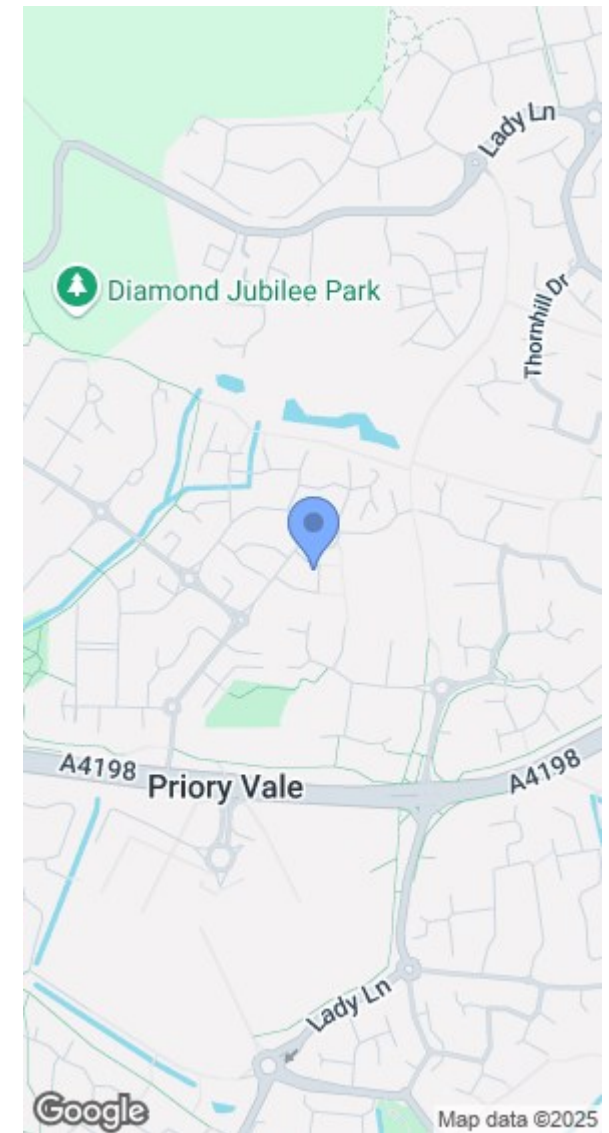 Lady Ln
Diamond Jubilee Park
Thornhill Dr
A4198
A4198
Priory Vale
Lady Ln
Google
Map data ©2025